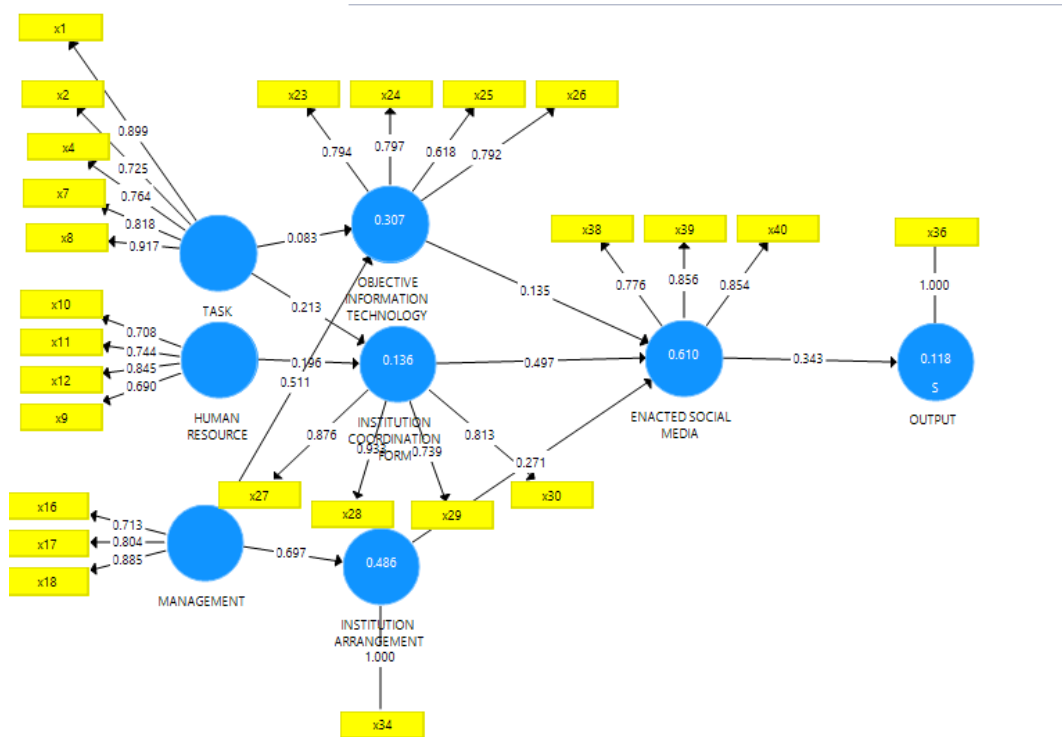 x1
x2
x4
x7
x8
0.899
0.725
0.764
0.818
0.917
TASK
x23
x24
x25
x26
0.794
0.797
0.618
0.792
0.307
OBJECTIVE
INFORMATION
TECHNOLOGY
0.083
0.213
x10
x11
x12
x9
0.708
0.744
0.845
0.690
HUMAN
RESOURCE
0.196
0.511
0.136
INSTITUTION
COORDINATION
FORM
0.876
0.933
0.739
0.813
x27
x28
x29
x30
x16
x17
x18
0.713
0.804
0.885
MANAGEMENT
0.697
0.486
INSTITUTION
ARRANGEMENT
1.000
x34
0.135
0.497
0.271
x38
x39
x40
0.776
0.856
0.854
0.610
ENACTED SOCIAL
MEDIA
0.343
x36
1.000
0.118
S
OUTPUT